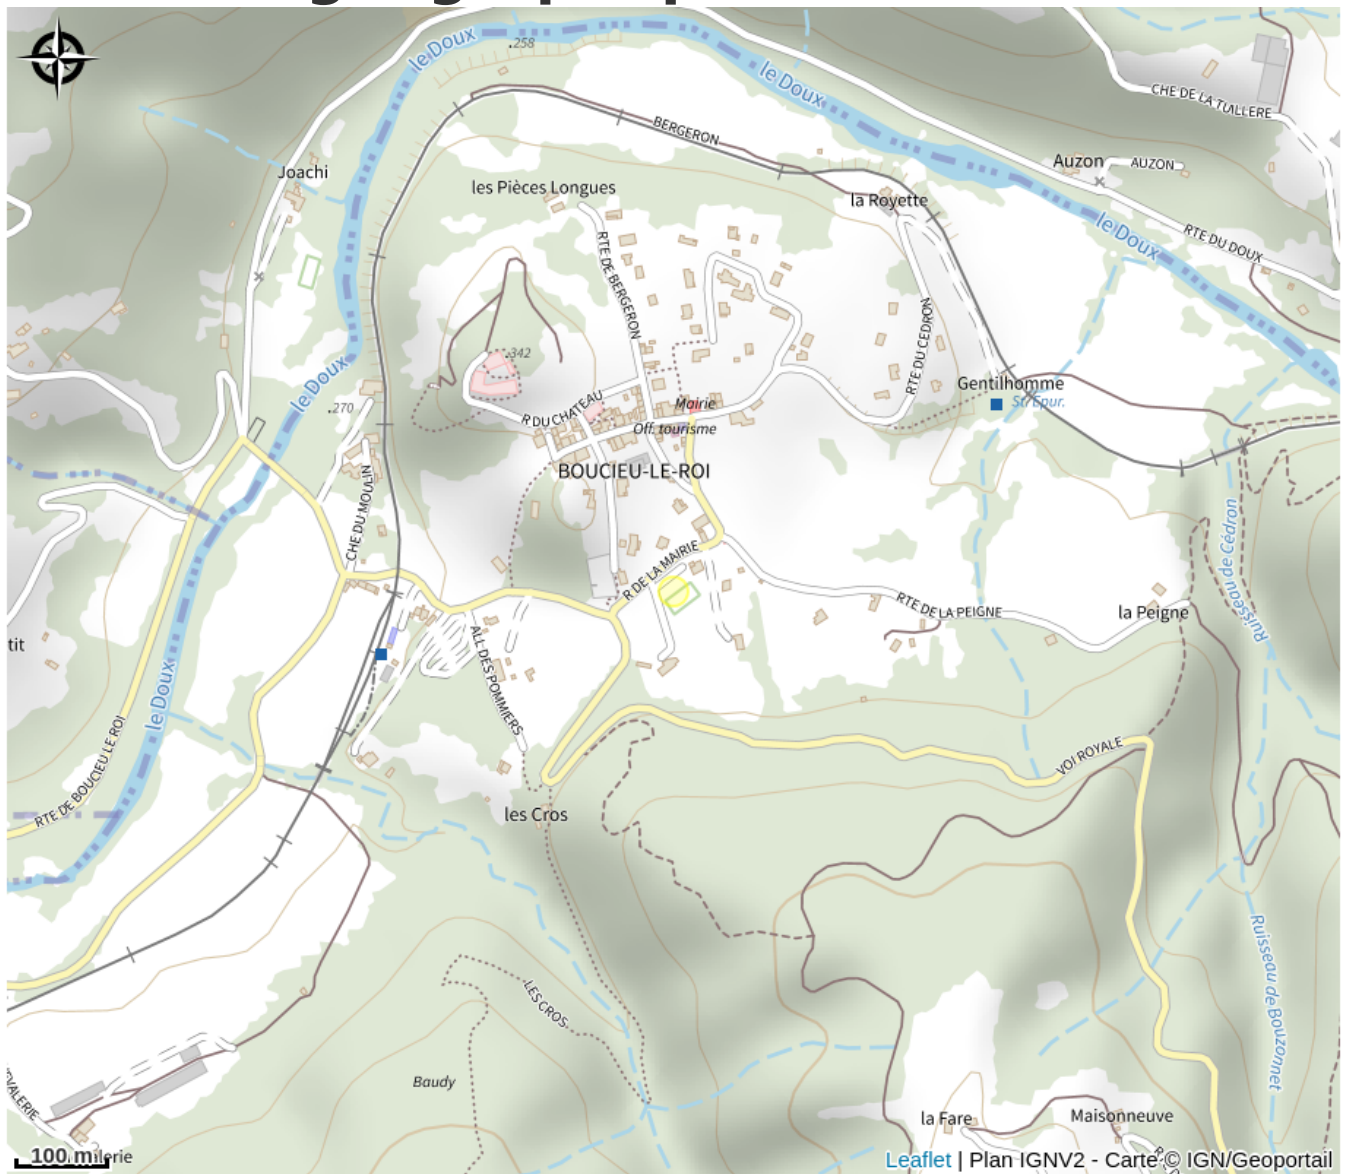 le Doux
.258
le Doux
CHE DE LA TUILLERE
BERGERON
Auzon
AUZON
Joachi
les Pièces Longues
la Royette
le Doux
RTE DU DOUX
RTE DE BERGERON
RTE DU CEDRON
.342
le Doux
Gentilhomme
St. Epur.
.270
R DU CHATEAU
Mairie
Off. tourisme
BOUCIEU-LE-ROI
CHE DU MOULIN
Ruisseau de Cédron
R DE LA MAIRIE
RTE DE LA PEIGNE
la Peigne
tit
ALL DES POMMIERS
le Doux
RTE DE BOUCIEU LE ROI
VOI ROYALE
les Cros
LES CROS
Ruisseau de Bouzonnet
Baudy
EVALERIE
la Fare
Maisonneuve
100 m
lerie
Leaflet | Plan IGNV2 - Carte © IGN/Geoportail